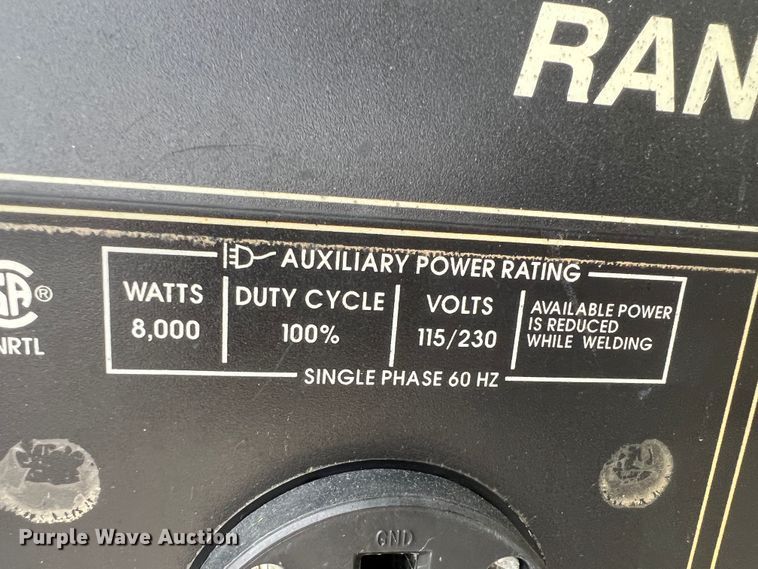 RAN
AUXILIARY POWER RATING
WATTS
8,000
DUTY CYCLE
100%
VOLTS
115/230
AVAILABLE POWER
IS REDUCED
WHILE WELDING
SINGLE PHASE 60 HZ
®
NRTL
GND
Purple Wave Auction